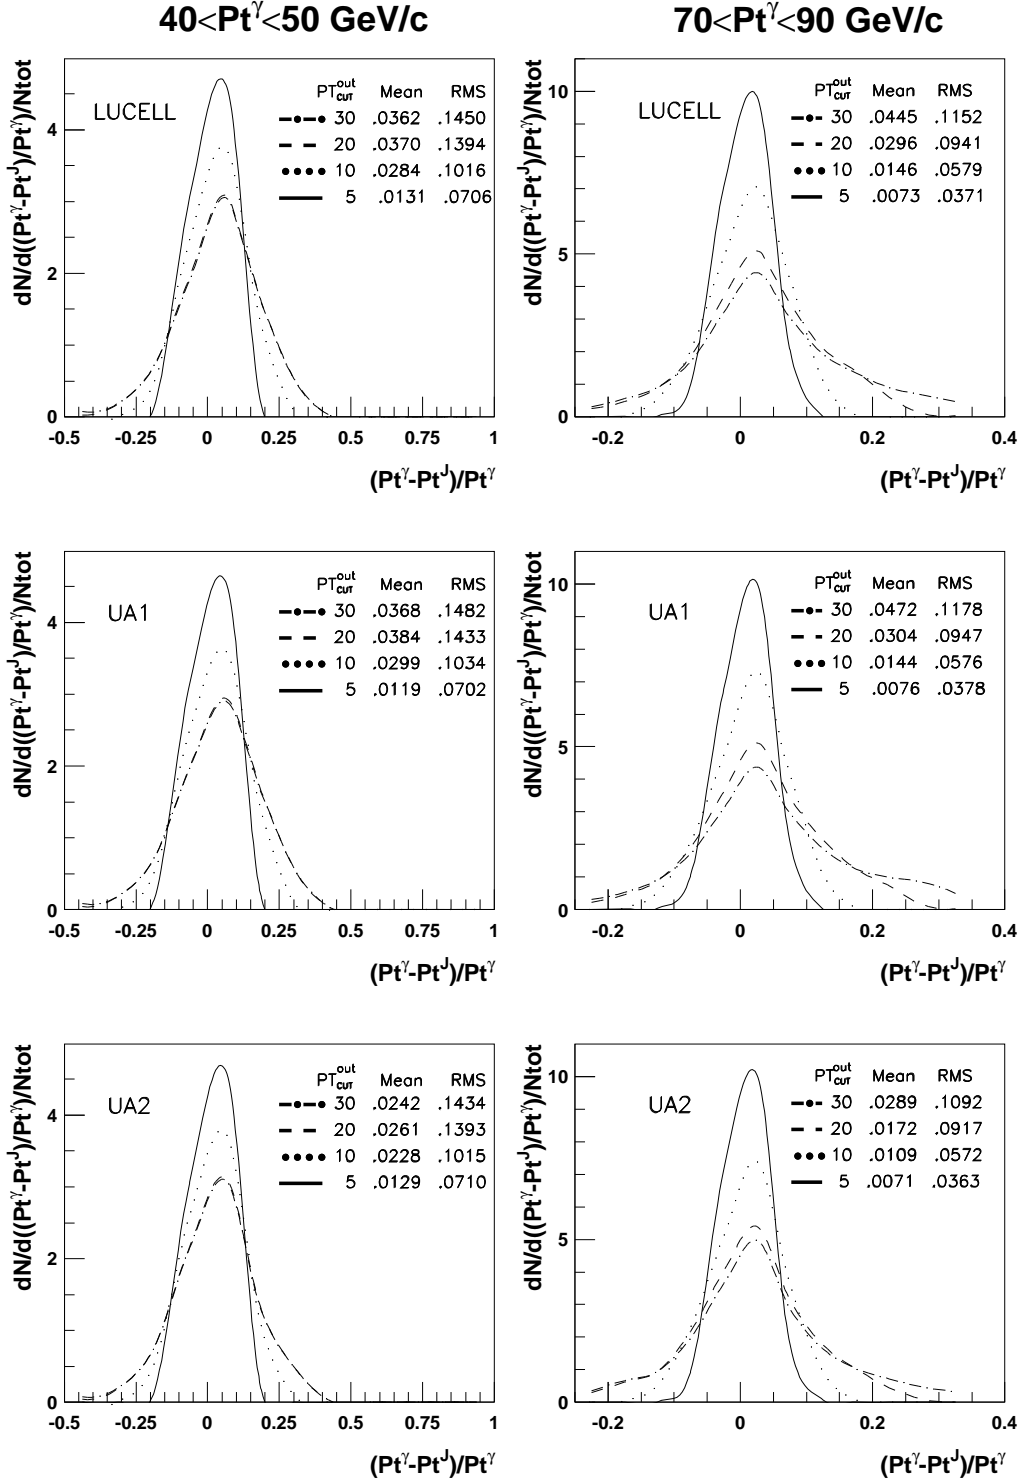 40<Pt^γ<50 GeV/c
70<Pt^γ<90 GeV/c
dN/d((Pt^γ-Pt^J)/Pt^γ)/Ntot
LUCELL
PT^out_CUT Mean RMS
30 .0362 .1450
20 .0370 .1394
10 .0284 .1016
5 .0131 .0706
4
2
0
-0.5 -0.25 0 0.25 0.5 0.75 1
(Pt^γ-Pt^J)/Pt^γ
dN/d((Pt^γ-Pt^J)/Pt^γ)/Ntot
LUCELL
PT^out_CUT Mean RMS
30 .0445 .1152
20 .0296 .0941
10 .0146 .0579
5 .0073 .0371
10
5
0
-0.2 0 0.2 0.4
(Pt^γ-Pt^J)/Pt^γ
dN/d((Pt^γ-Pt^J)/Pt^γ)/Ntot
UA1
PT^out_CUT Mean RMS
30 .0368 .1482
20 .0384 .1433
10 .0299 .1034
5 .0119 .0702
4
2
0
-0.5 -0.25 0 0.25 0.5 0.75 1
(Pt^γ-Pt^J)/Pt^γ
dN/d((Pt^γ-Pt^J)/Pt^γ)/Ntot
UA1
PT^out_CUT Mean RMS
30 .0472 .1178
20 .0304 .0947
10 .0144 .0576
5 .0076 .0378
10
5
0
-0.2 0 0.2 0.4
(Pt^γ-Pt^J)/Pt^γ
dN/d((Pt^γ-Pt^J)/Pt^γ)/Ntot
UA2
PT^out_CUT Mean RMS
30 .0242 .1434
20 .0261 .1393
10 .0228 .1015
5 .0129 .0710
4
2
0
-0.5 -0.25 0 0.25 0.5 0.75 1
(Pt^γ-Pt^J)/Pt^γ
dN/d((Pt^γ-Pt^J)/Pt^γ)/Ntot
UA2
PT^out_CUT Mean RMS
30 .0289 .1092
20 .0172 .0917
10 .0109 .0572
5 .0071 .0363
10
5
0
-0.2 0 0.2 0.4
(Pt^γ-Pt^J)/Pt^γ